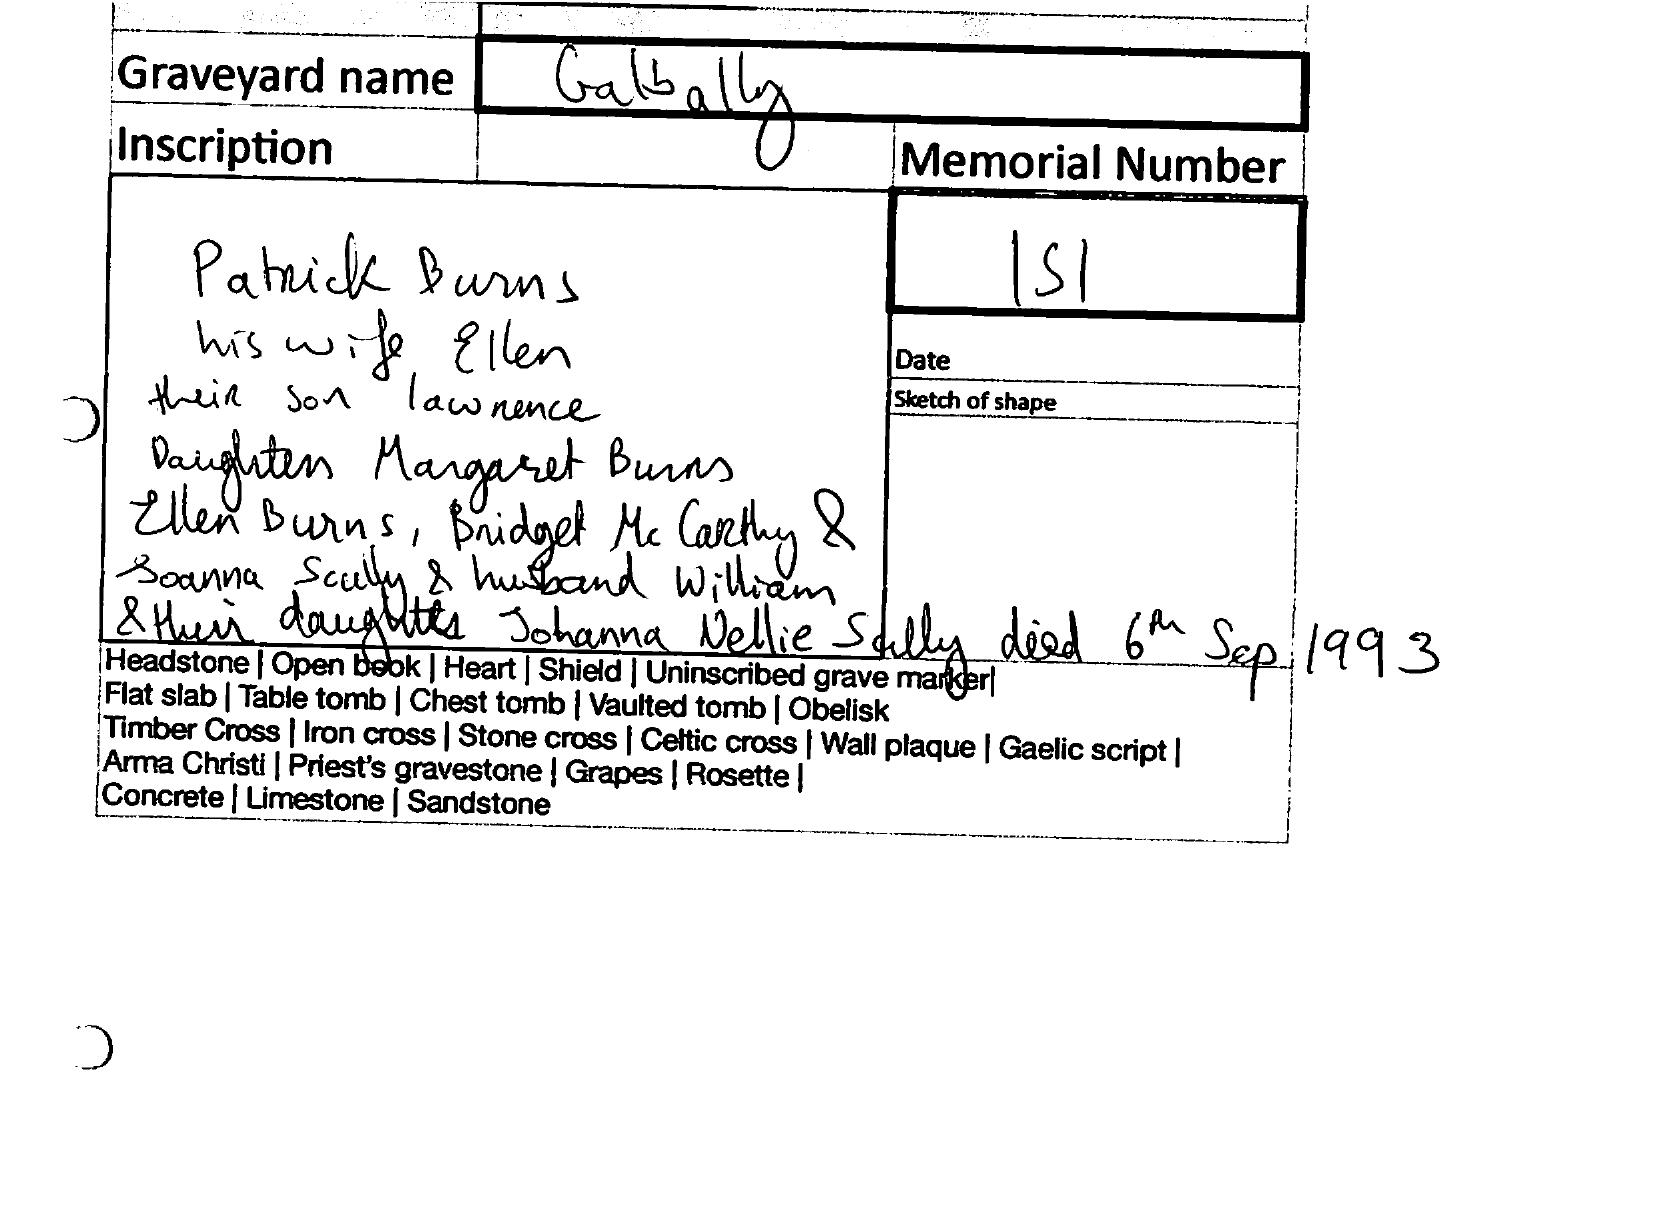 Graveyard name Galbally
Inscription Memorial Number
151
Patrick Burns
his wife Ellen
their son lawrence
Daughter Margaret Burns
Ellen Burns, Bridget Mc Carthy &
Joanna Scully & husband William
& their daughter Johanna Nellie Scully died 6th Sep 1993
Date
Sketch of shape
Headstone | Open book | Heart | Shield | Uninscribed grave marker|
Flat slab | Table tomb | Chest tomb | Vaulted tomb | Obelisk
Timber Cross | Iron cross | Stone cross | Celtic cross | Wall plaque | Gaelic script |
Arma Christi | Priest's gravestone | Grapes | Rosette |
Concrete | Limestone | Sandstone